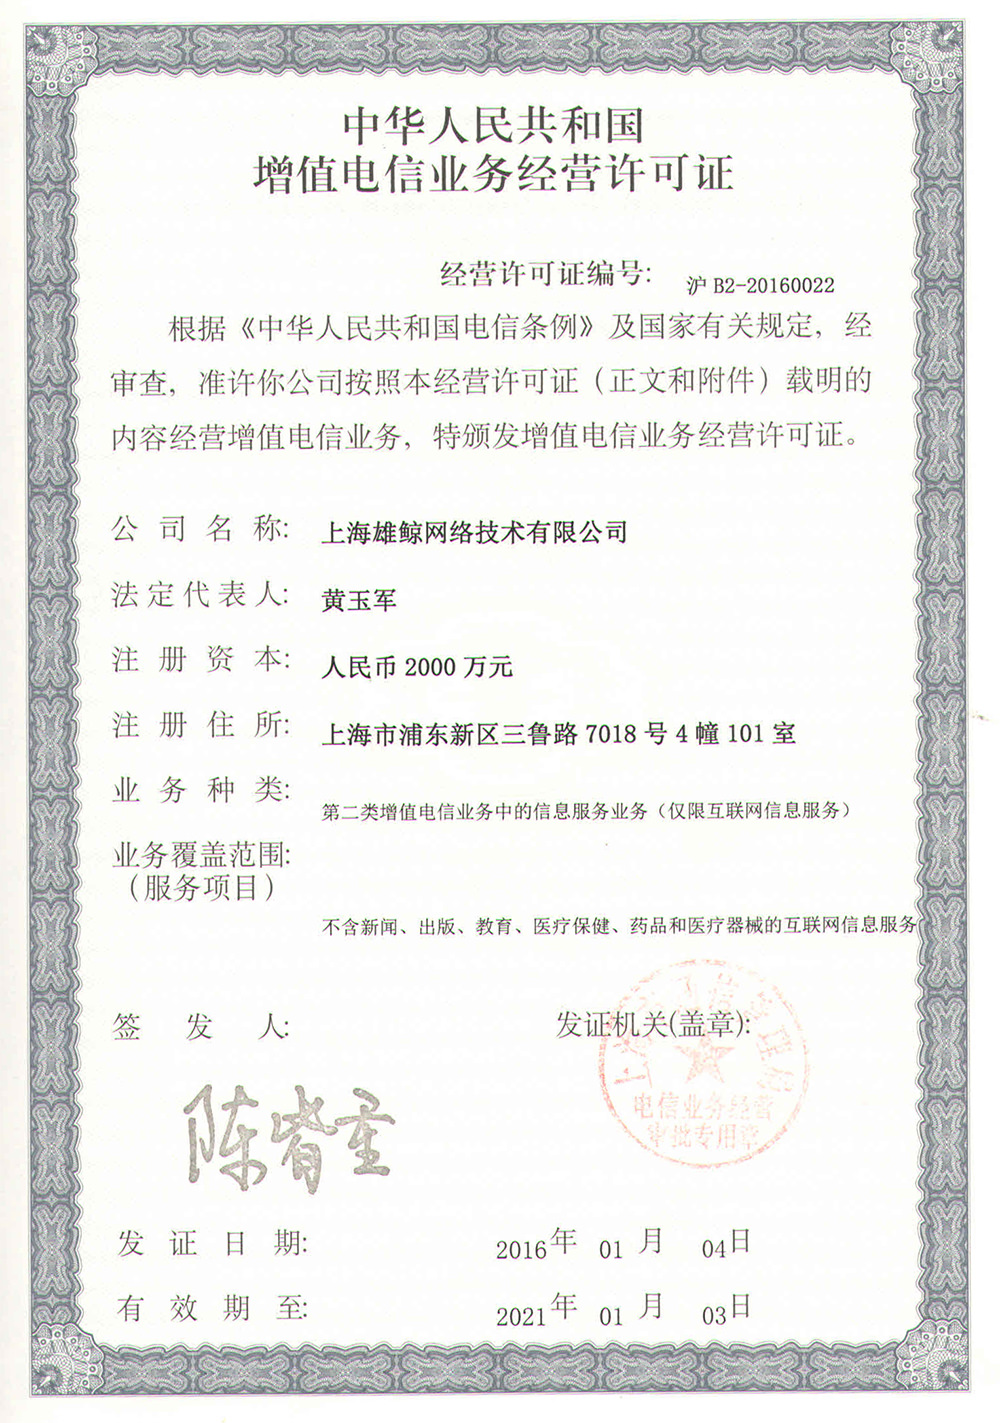 中华人民共和国
增值电信业务经营许可证
经营许可证编号: 沪 B2-20160022
根据《中华人民共和国电信条例》及国家有关规定，经
审查，准许你公司按照本经营许可证（正文和附件）载明的
内容经营增值电信业务，特颁发增值电信业务经营许可证。
公司名称: 上海雄鲸网络技术有限公司
法定代表人: 黄玉军
注册资本: 人民币 2000 万元
注册住所: 上海市浦东新区三鲁路 7018 号 4 幢 101 室
业务种类: 第二类增值电信业务中的信息服务业务（仅限互联网信息服务）
业务覆盖范围:
（服务项目）
不含新闻、出版、教育、医疗保健、药品和医疗器械的互联网信息服务
签发人: 发证机关(盖章):
电信业务经营
审批专用章
发证日期: 2016年 01 月 04日
有效期至: 2021年 01 月 03日